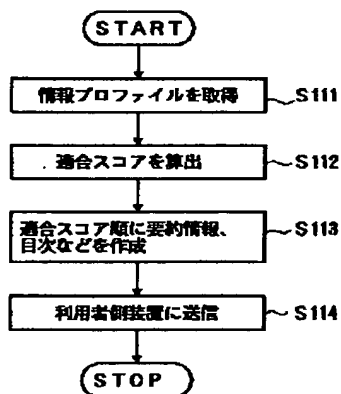 START
情報プロファイルを取得
S111
適合スコアを算出
S112
適合スコア順に要約情報、
目次などを作成
S113
利用者側装置に送信
S114
STOP